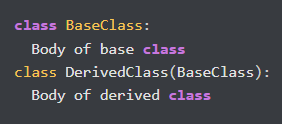 class BaseClass:
  Body of base class
class DerivedClass(BaseClass):
  Body of derived class